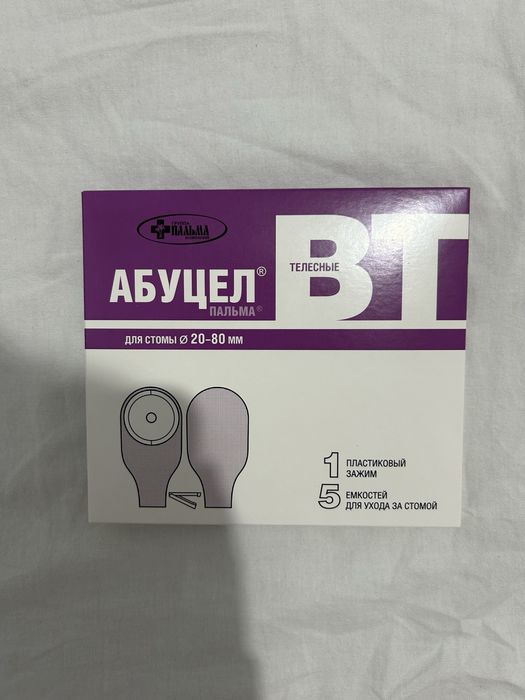 ГРУППА
ПАЛЬМА
АБУЦЕЛ®
ПАЛЬМА®
ТЕЛЕСНЫЕ
ВТ
ДЛЯ СТОМЫ ⌀ 20–80 ММ
1 ПЛАСТИКОВЫЙ
ЗАЖИМ
5 ЕМКОСТЕЙ
ДЛЯ УХОДА ЗА СТОМОЙ